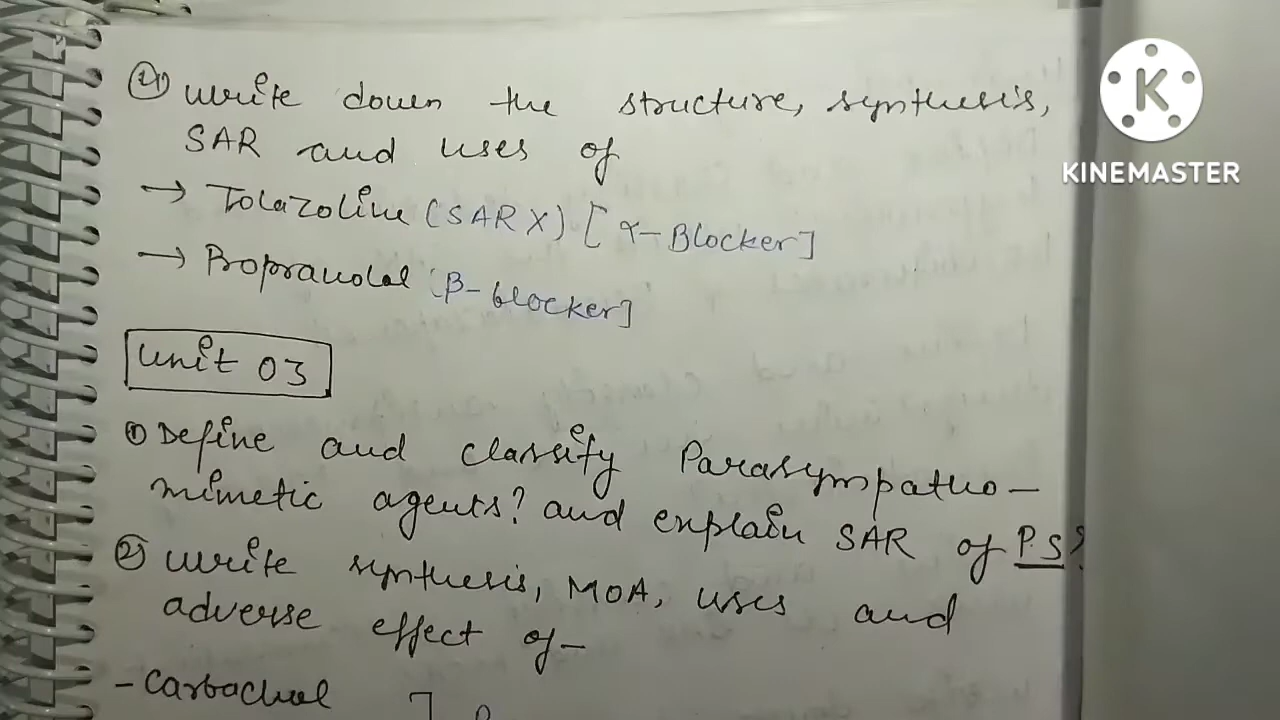 ④ write down the structure, synthesis,
SAR and uses of
→ Tolazoline (SAR X) [α-Blocker]
→ Propranolol [β-blocker]
unit 03
① Define and classify Parasympatho-
mimetic agents? and explain SAR of P.S?
② write synthesis, MOA, uses and
adverse effect of-
- Carbachol ]
K
KINEMASTER